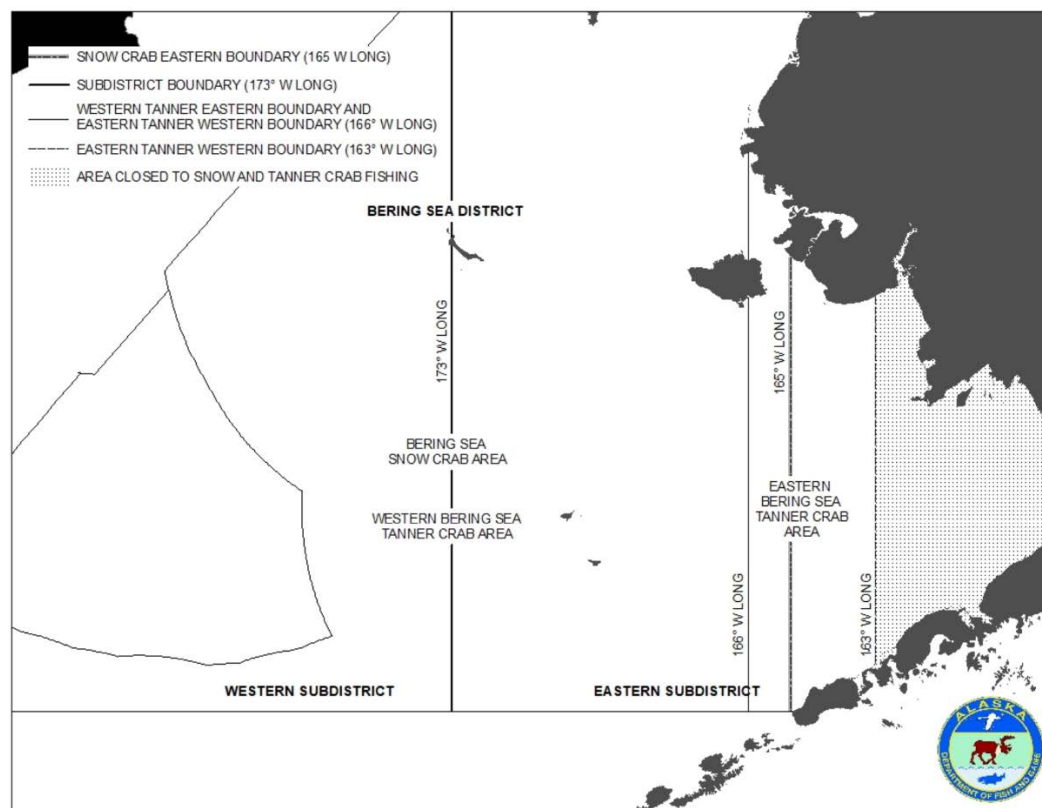 SNOW CRAB EASTERN BOUNDARY (165 W LONG)
SUBDISTRICT BOUNDARY (173° W LONG)
WESTERN TANNER EASTERN BOUNDARY AND
EASTERN TANNER WESTERN BOUNDARY (166° W LONG)
EASTERN TANNER WESTERN BOUNDARY (163° W LONG)
AREA CLOSED TO SNOW AND TANNER CRAB FISHING
BERING SEA DISTRICT
173° W LONG
165° W LONG
BERING SEA
SNOW CRAB AREA
WESTERN BERING SEA
TANNER CRAB AREA
EASTERN
BERING SEA
TANNER CRAB
AREA
166° W LONG
163° W LONG
WESTERN SUBDISTRICT
EASTERN SUBDISTRICT
ALASKA
DEPARTMENT OF FISH AND GAME